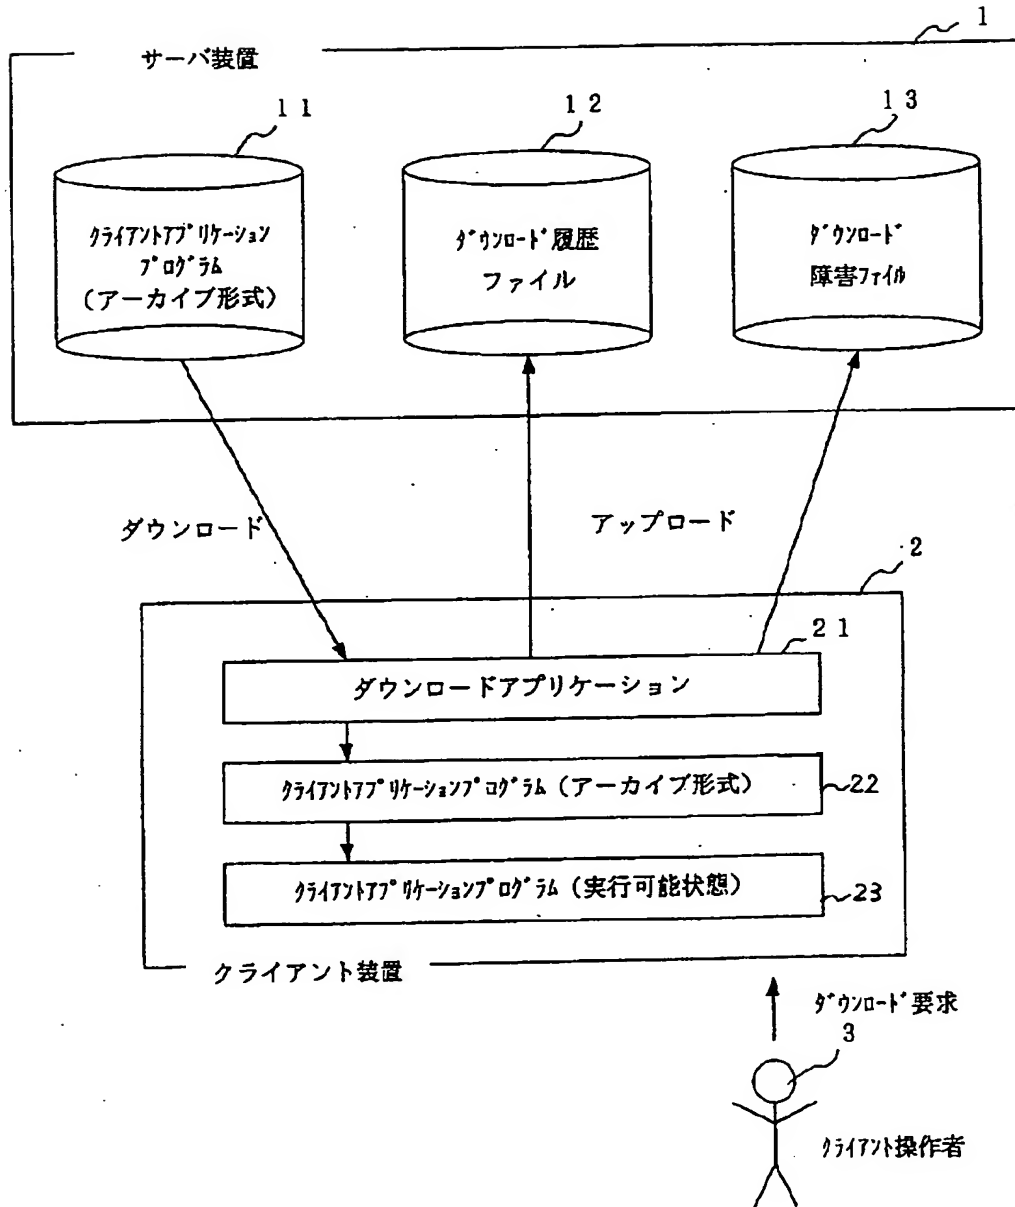 1
サーバ装置
11
12
13
ｸﾗｲｱﾝﾄｱﾌﾟﾘｹｰｼｮﾝ
ﾌﾟﾛｸﾞﾗﾑ
（アーカイブ形式）
ﾀﾞｳﾝﾛｰﾄﾞ履歴
ファイル
ﾀﾞｳﾝﾛｰﾄﾞ
障害ﾌｧｲﾙ
ダウンロード
アップロード
2
21
ダウンロードアプリケーション
ｸﾗｲｱﾝﾄｱﾌﾟﾘｹｰｼｮﾝﾌﾟﾛｸﾞﾗﾑ（アーカイブ形式）
22
ｸﾗｲｱﾝﾄｱﾌﾟﾘｹｰｼｮﾝﾌﾟﾛｸﾞﾗﾑ（実行可能状態）
23
クライアント装置
ﾀﾞｳﾝﾛｰﾄﾞ要求
3
ｸﾗｲｱﾝﾄ操作者